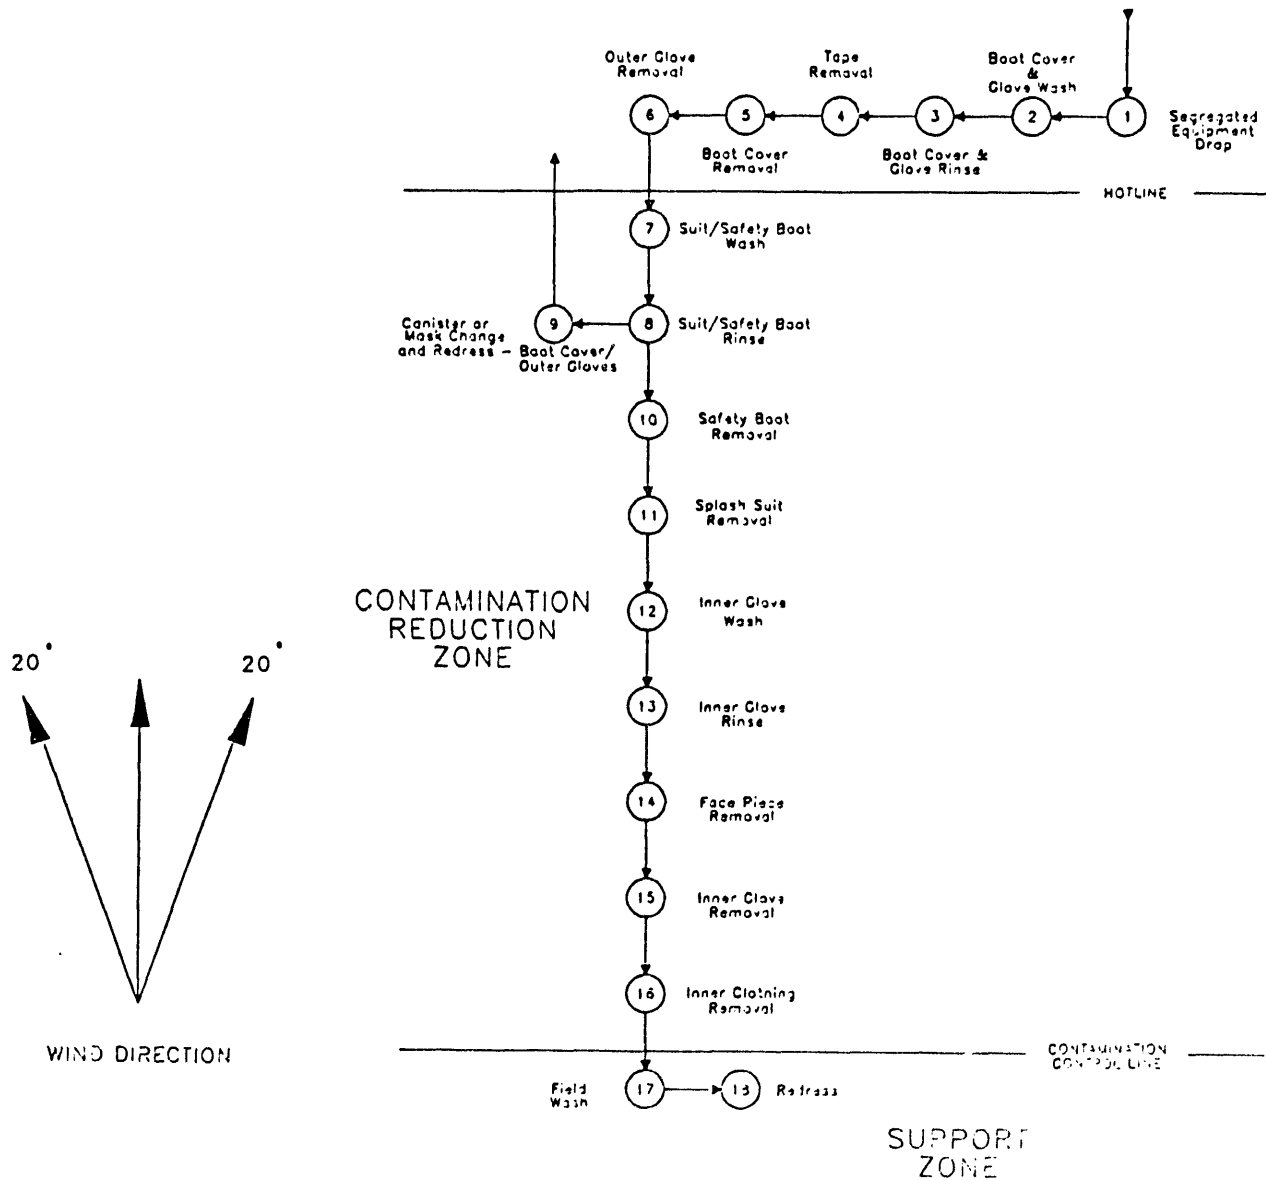 Outer Glove
Removal
Tape
Removal
Boot Cover
&
Glove Wash
6
5
4
3
2
1
Segregated
Equipment
Drop
Boot Cover
Removal
Boot Cover &
Glove Rinse
HOTLINE
7
Suit/Safety Boot
Wash
Canister or
Mask Change
and Redress - Boot Cover/
Outer Gloves
9
8
Suit/Safety Boot
Rinse
10
Safety Boot
Removal
11
Splash Suit
Removal
CONTAMINATION
REDUCTION
ZONE
12
Inner Glove
Wash
20°
20°
13
Inner Glove
Rinse
14
Face Piece
Removal
15
Inner Glove
Removal
16
Inner Clothing
Removal
WIND DIRECTION
CONTAMINATION
CONTROL LINE
Field
Wash
17
18
Redress
SUPPORT
ZONE